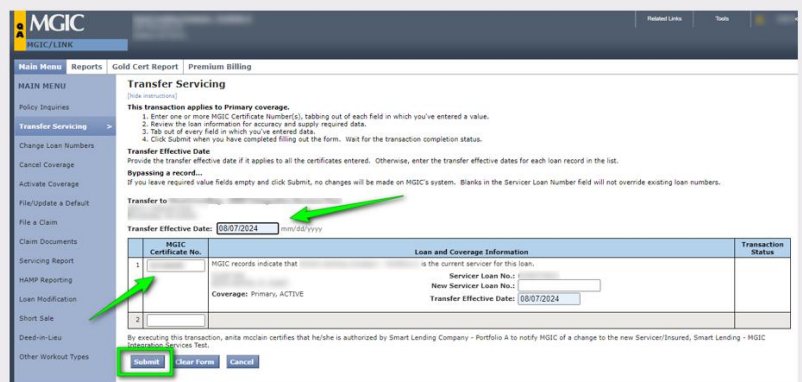 QA
MGIC
MGIC/LINK
Related Links
Tools
Main Menu
Reports
Gold Cert Report
Premium Billing
MAIN MENU
Policy Inquiries
Transfer Servicing >
Change Loan Numbers
Cancel Coverage
Activate Coverage
File/Update a Default
File a Claim
Claim Documents
Servicing Report
HAMP Reporting
Loan Modification
Short Sale
Deed-in-Lieu
Other Workout Types
Transfer Servicing
[hide instructions]
This transaction applies to Primary coverage.
1. Enter one or more MGIC Certificate Number(s), tabbing out of each field in which you've entered a value.
2. Review the loan information for accuracy and supply required data.
3. Tab out of every field in which you've entered data.
4. Click Submit when you have completed filling out the form. Wait for the transaction completion status.
Transfer Effective Date
Provide the transfer effective date if it applies to all the certificates entered. Otherwise, enter the transfer effective dates for each loan record in the list.
Bypassing a record...
If you leave required value fields empty and click Submit, no changes will be made on MGIC's system. Blanks in the Servicer Loan Number field will not override existing loan numbers.
Transfer to
Transfer Effective Date: 08/07/2024 mm/dd/yyyy
MGIC
Certificate No.
Loan and Coverage Information
Transaction
Status
1
MGIC records indicate that is the current servicer for this loan.
Servicer Loan No.:
New Servicer Loan No.:
Coverage: Primary, ACTIVE
Transfer Effective Date: 08/07/2024
2
By executing this transaction, anita mcclain certifies that he/she is authorized by Smart Lending Company - Portfolio A to notify MGIC of a change to the new Servicer/Insured, Smart Lending - MGIC
Integration Services Test.
Submit
Clear Form
Cancel